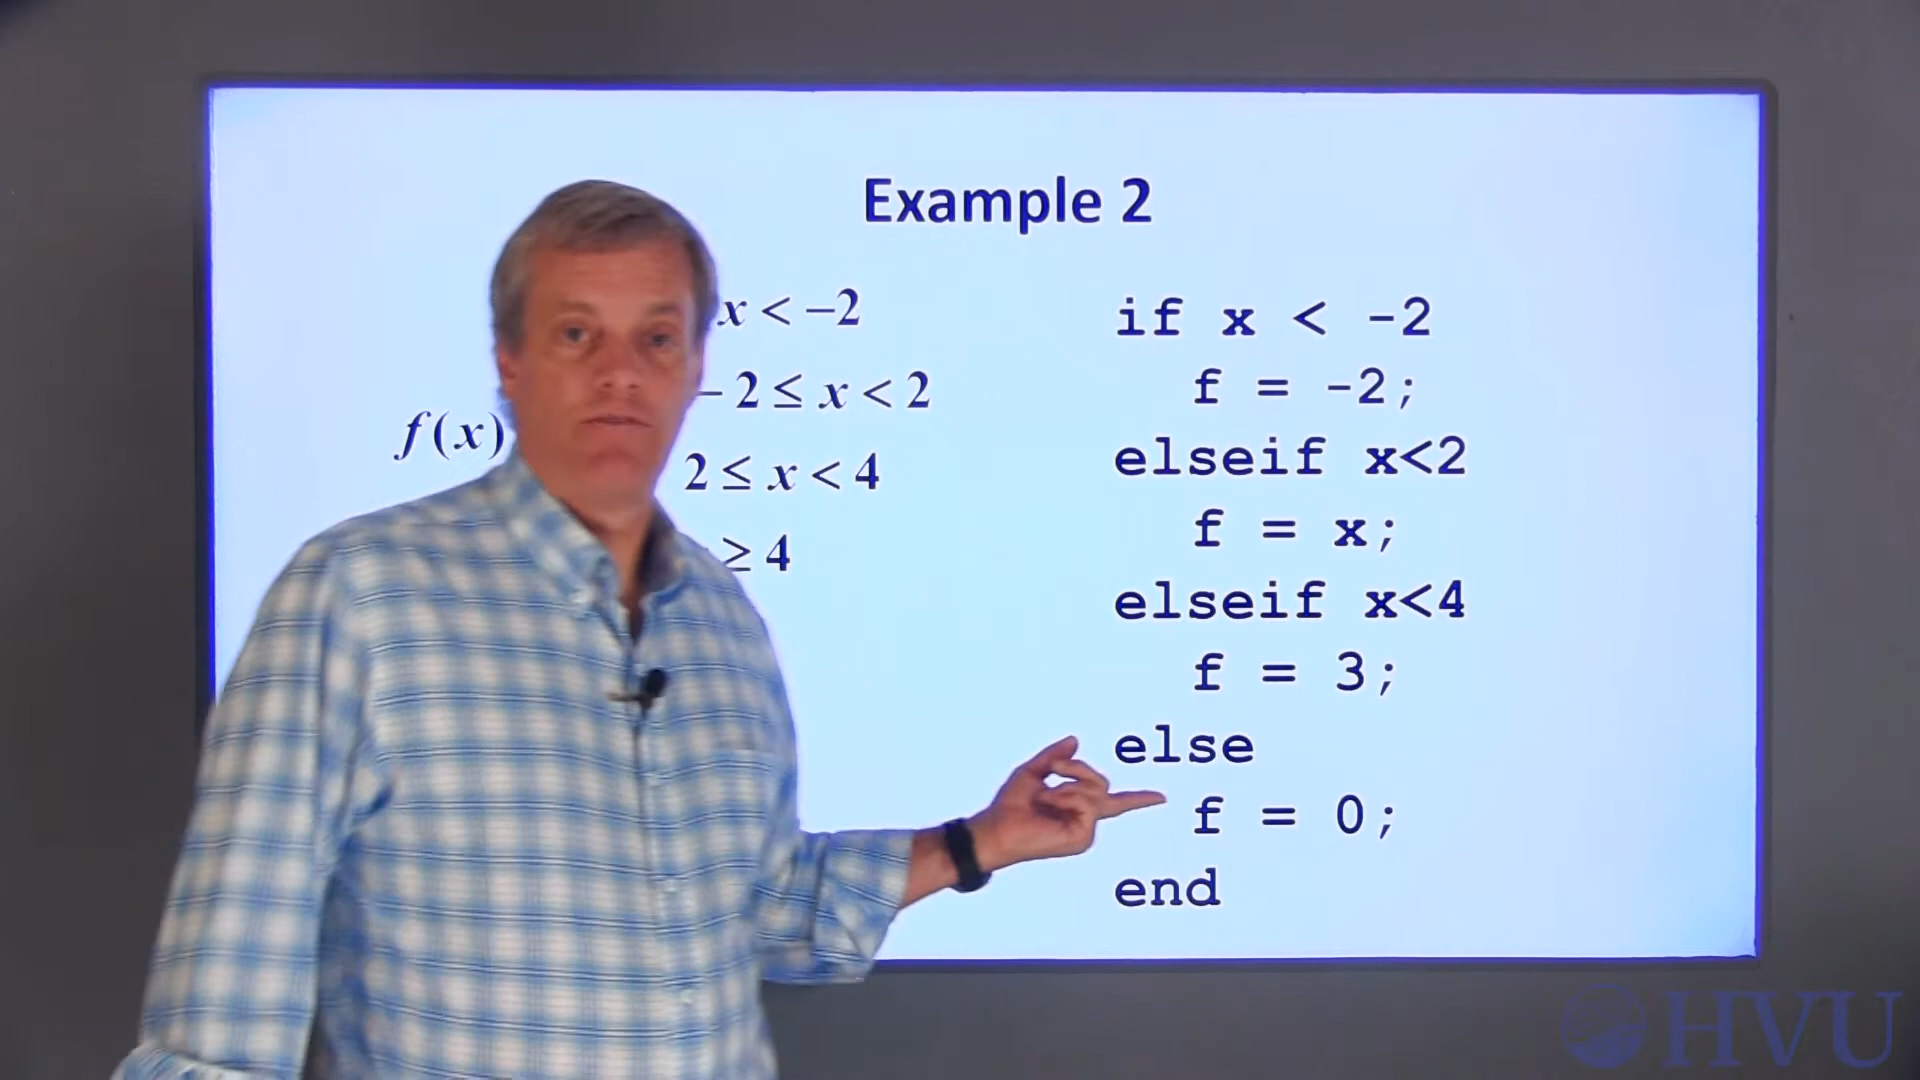 Example 2
x < −2
− 2 ≤ x < 2
f(x)
2 ≤ x < 4
≥ 4
if x < -2
f = -2;
elseif x<2
f = x;
elseif x<4
f = 3;
else
f = 0;
end
HVU